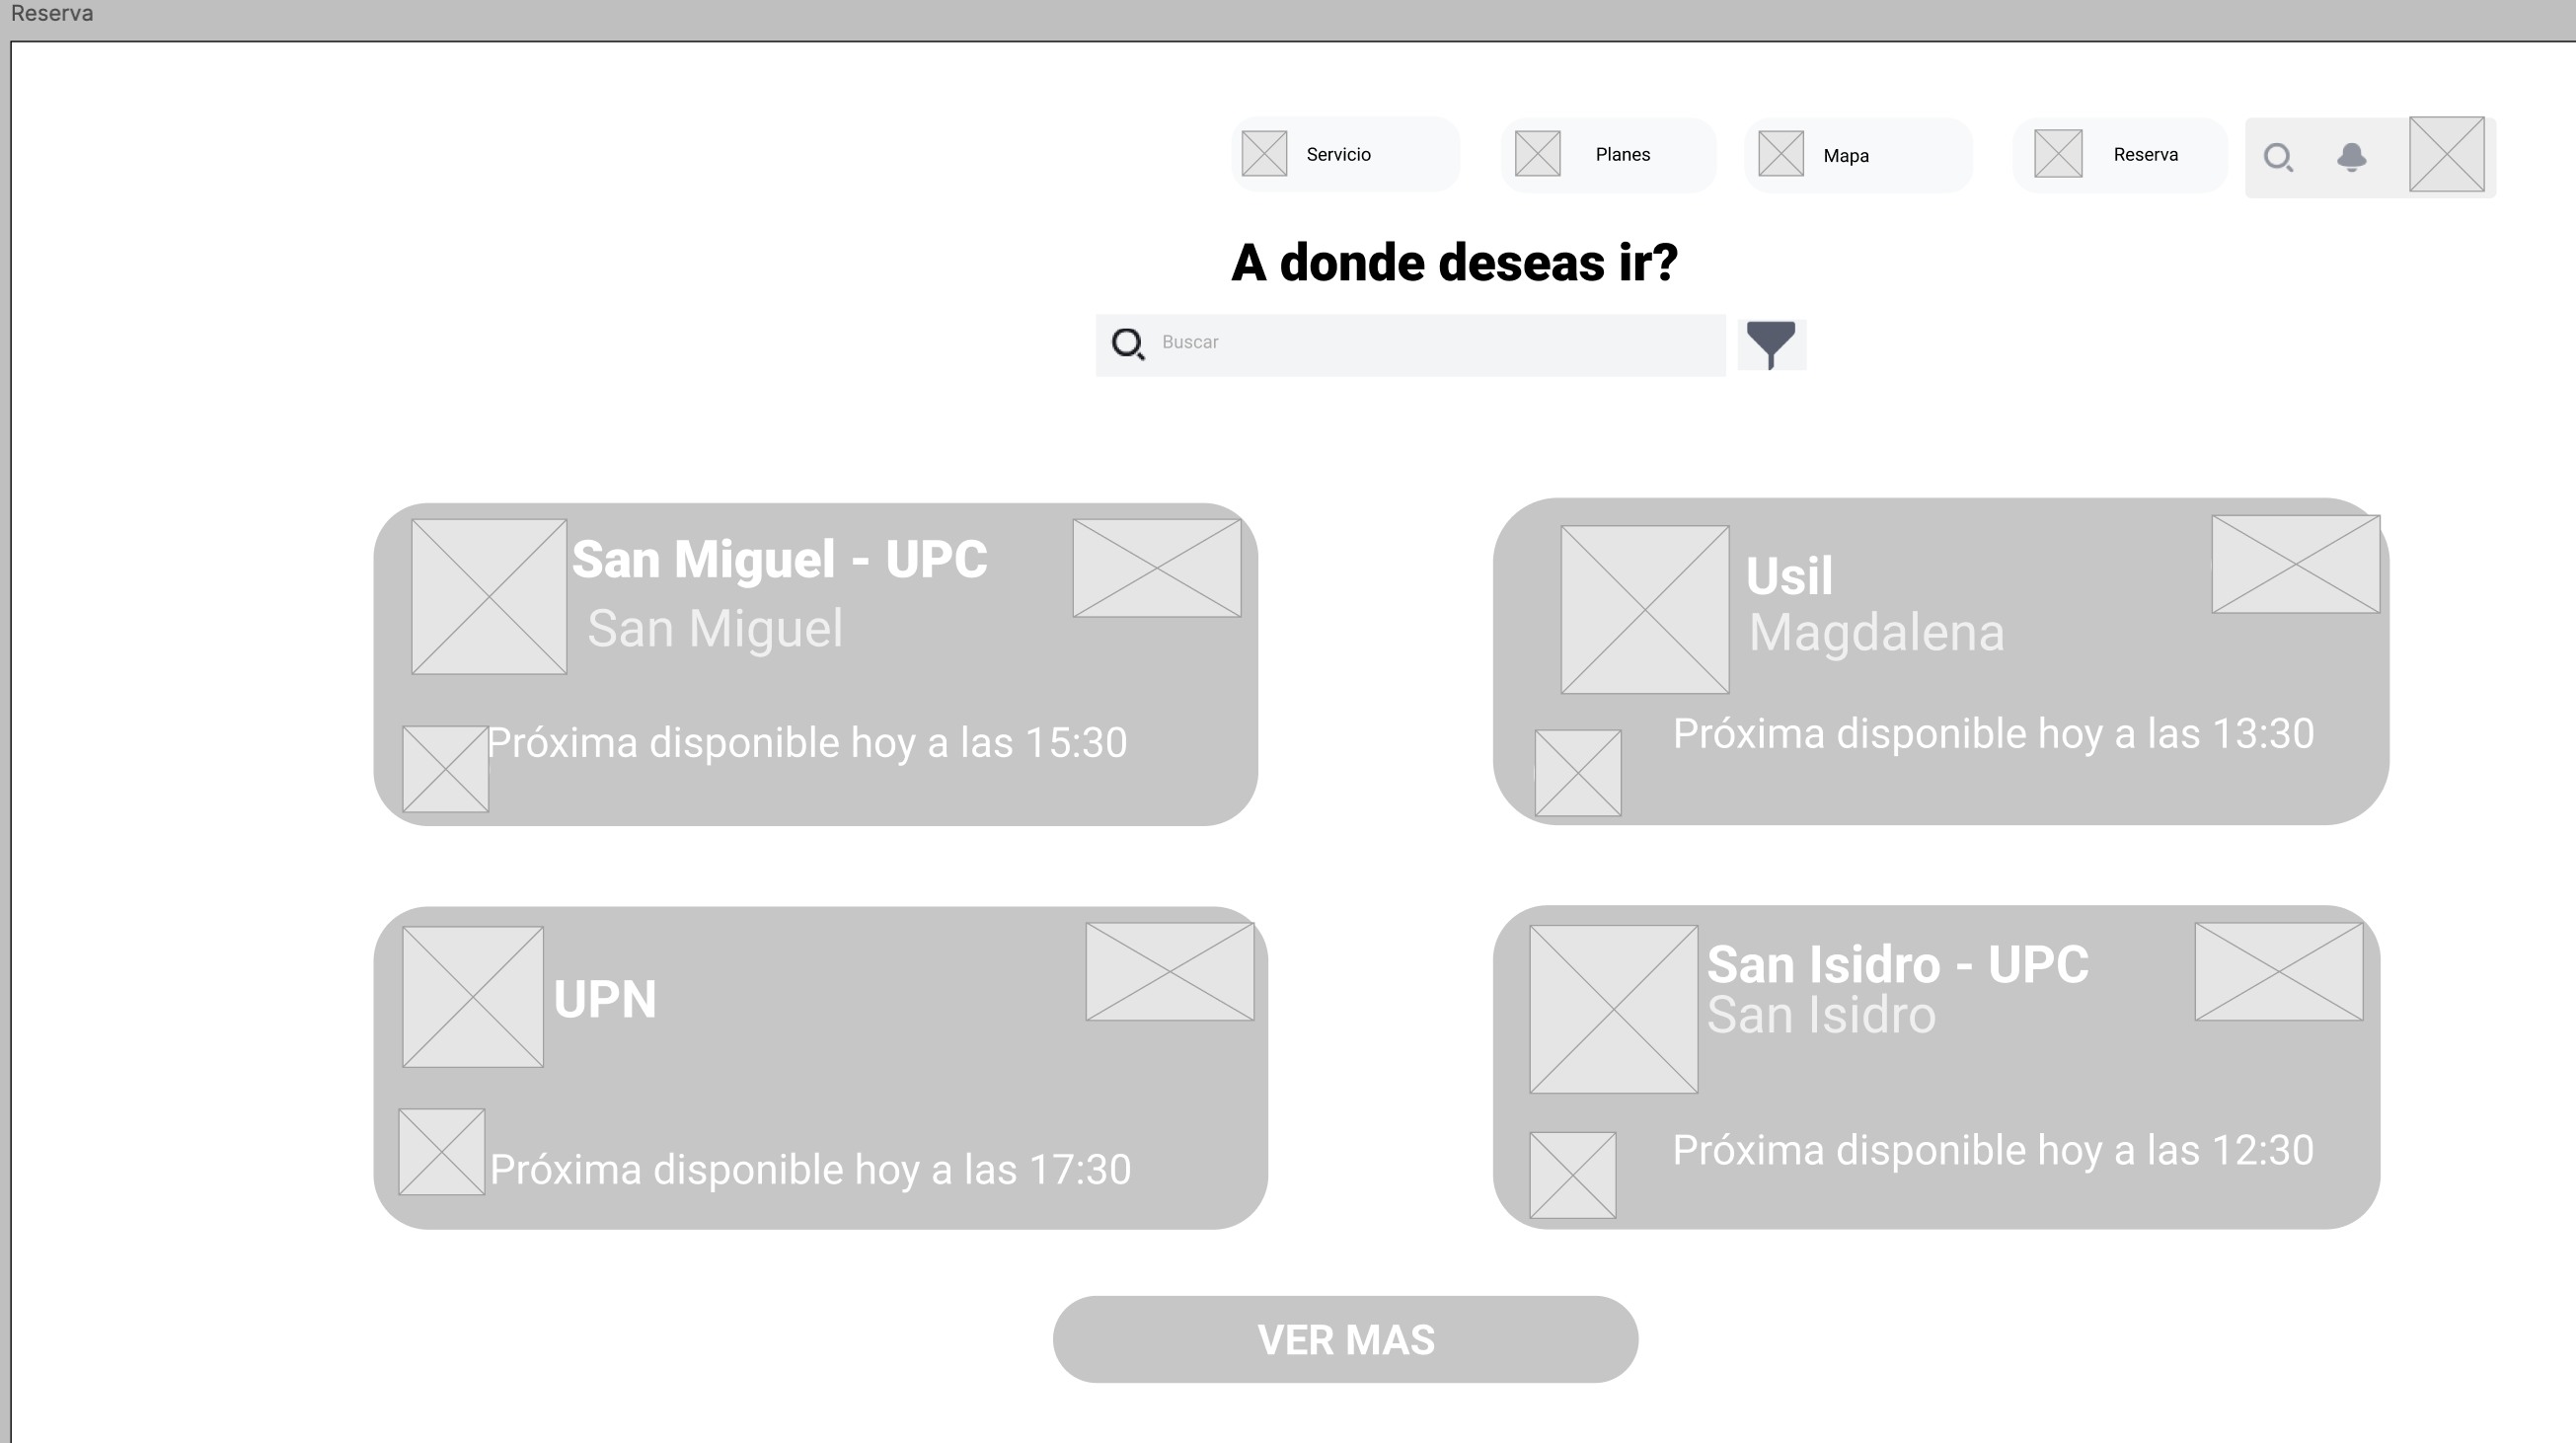 Reserva
Servicio
Planes
Mapa
Reserva
A donde deseas ir?
Buscar
San Miguel - UPC
San Miguel
Próxima disponible hoy a las 15:30
Usil
Magdalena
Próxima disponible hoy a las 13:30
UPN
Próxima disponible hoy a las 17:30
San Isidro - UPC
San Isidro
Próxima disponible hoy a las 12:30
VER MAS